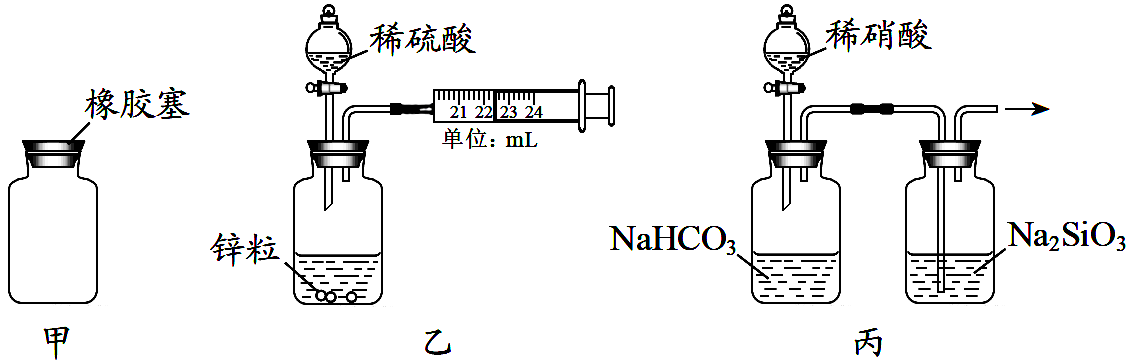 橡胶塞
甲
稀硫酸
21 22 23 24
单位：mL
锌粒
乙
稀硝酸
NaHCO₃
Na₂SiO₃
丙